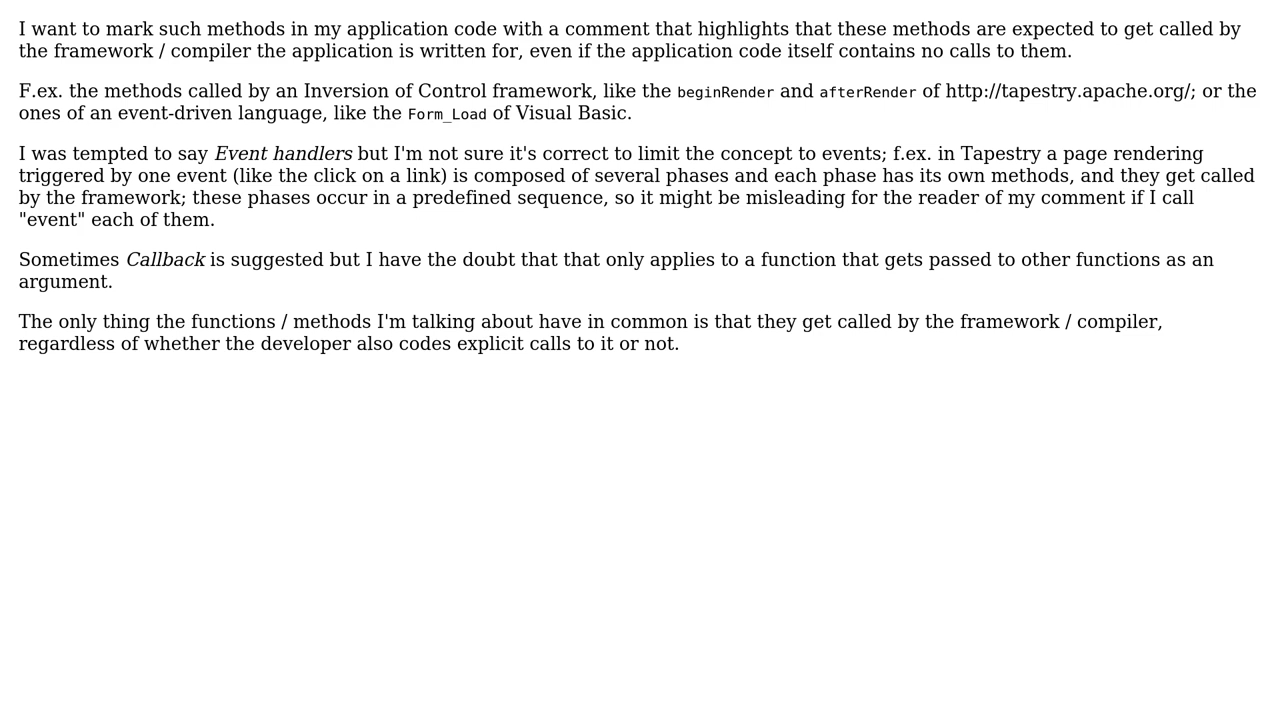 I want to mark such methods in my application code with a comment that highlights that these methods are expected to get called by
the framework / compiler the application is written for, even if the application code itself contains no calls to them.
F.ex. the methods called by an Inversion of Control framework, like the beginRender and afterRender of http://tapestry.apache.org/; or the
ones of an event-driven language, like the Form_Load of Visual Basic.
I was tempted to say Event handlers but I'm not sure it's correct to limit the concept to events; f.ex. in Tapestry a page rendering
triggered by one event (like the click on a link) is composed of several phases and each phase has its own methods, and they get called
by the framework; these phases occur in a predefined sequence, so it might be misleading for the reader of my comment if I call
"event" each of them.
Sometimes Callback is suggested but I have the doubt that that only applies to a function that gets passed to other functions as an
argument.
The only thing the functions / methods I'm talking about have in common is that they get called by the framework / compiler,
regardless of whether the developer also codes explicit calls to it or not.